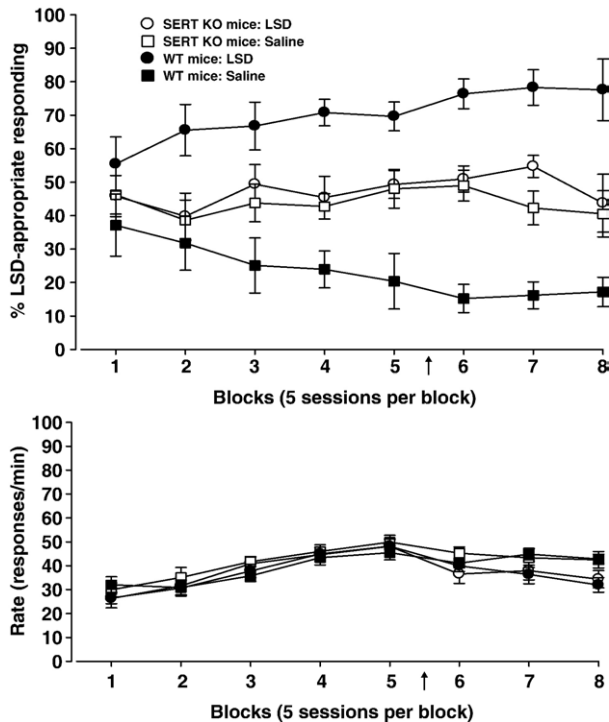 SERT KO mice: LSD
SERT KO mice: Saline
WT mice: LSD
WT mice: Saline
% LSD-appropriate responding
100
90
80
70
60
50
40
30
20
10
0
1 2 3 4 5 6 7 8
Blocks (5 sessions per block)
Rate (responses/min)
100
90
80
70
60
50
40
30
20
10
0
1 2 3 4 5 6 7 8
Blocks (5 sessions per block)